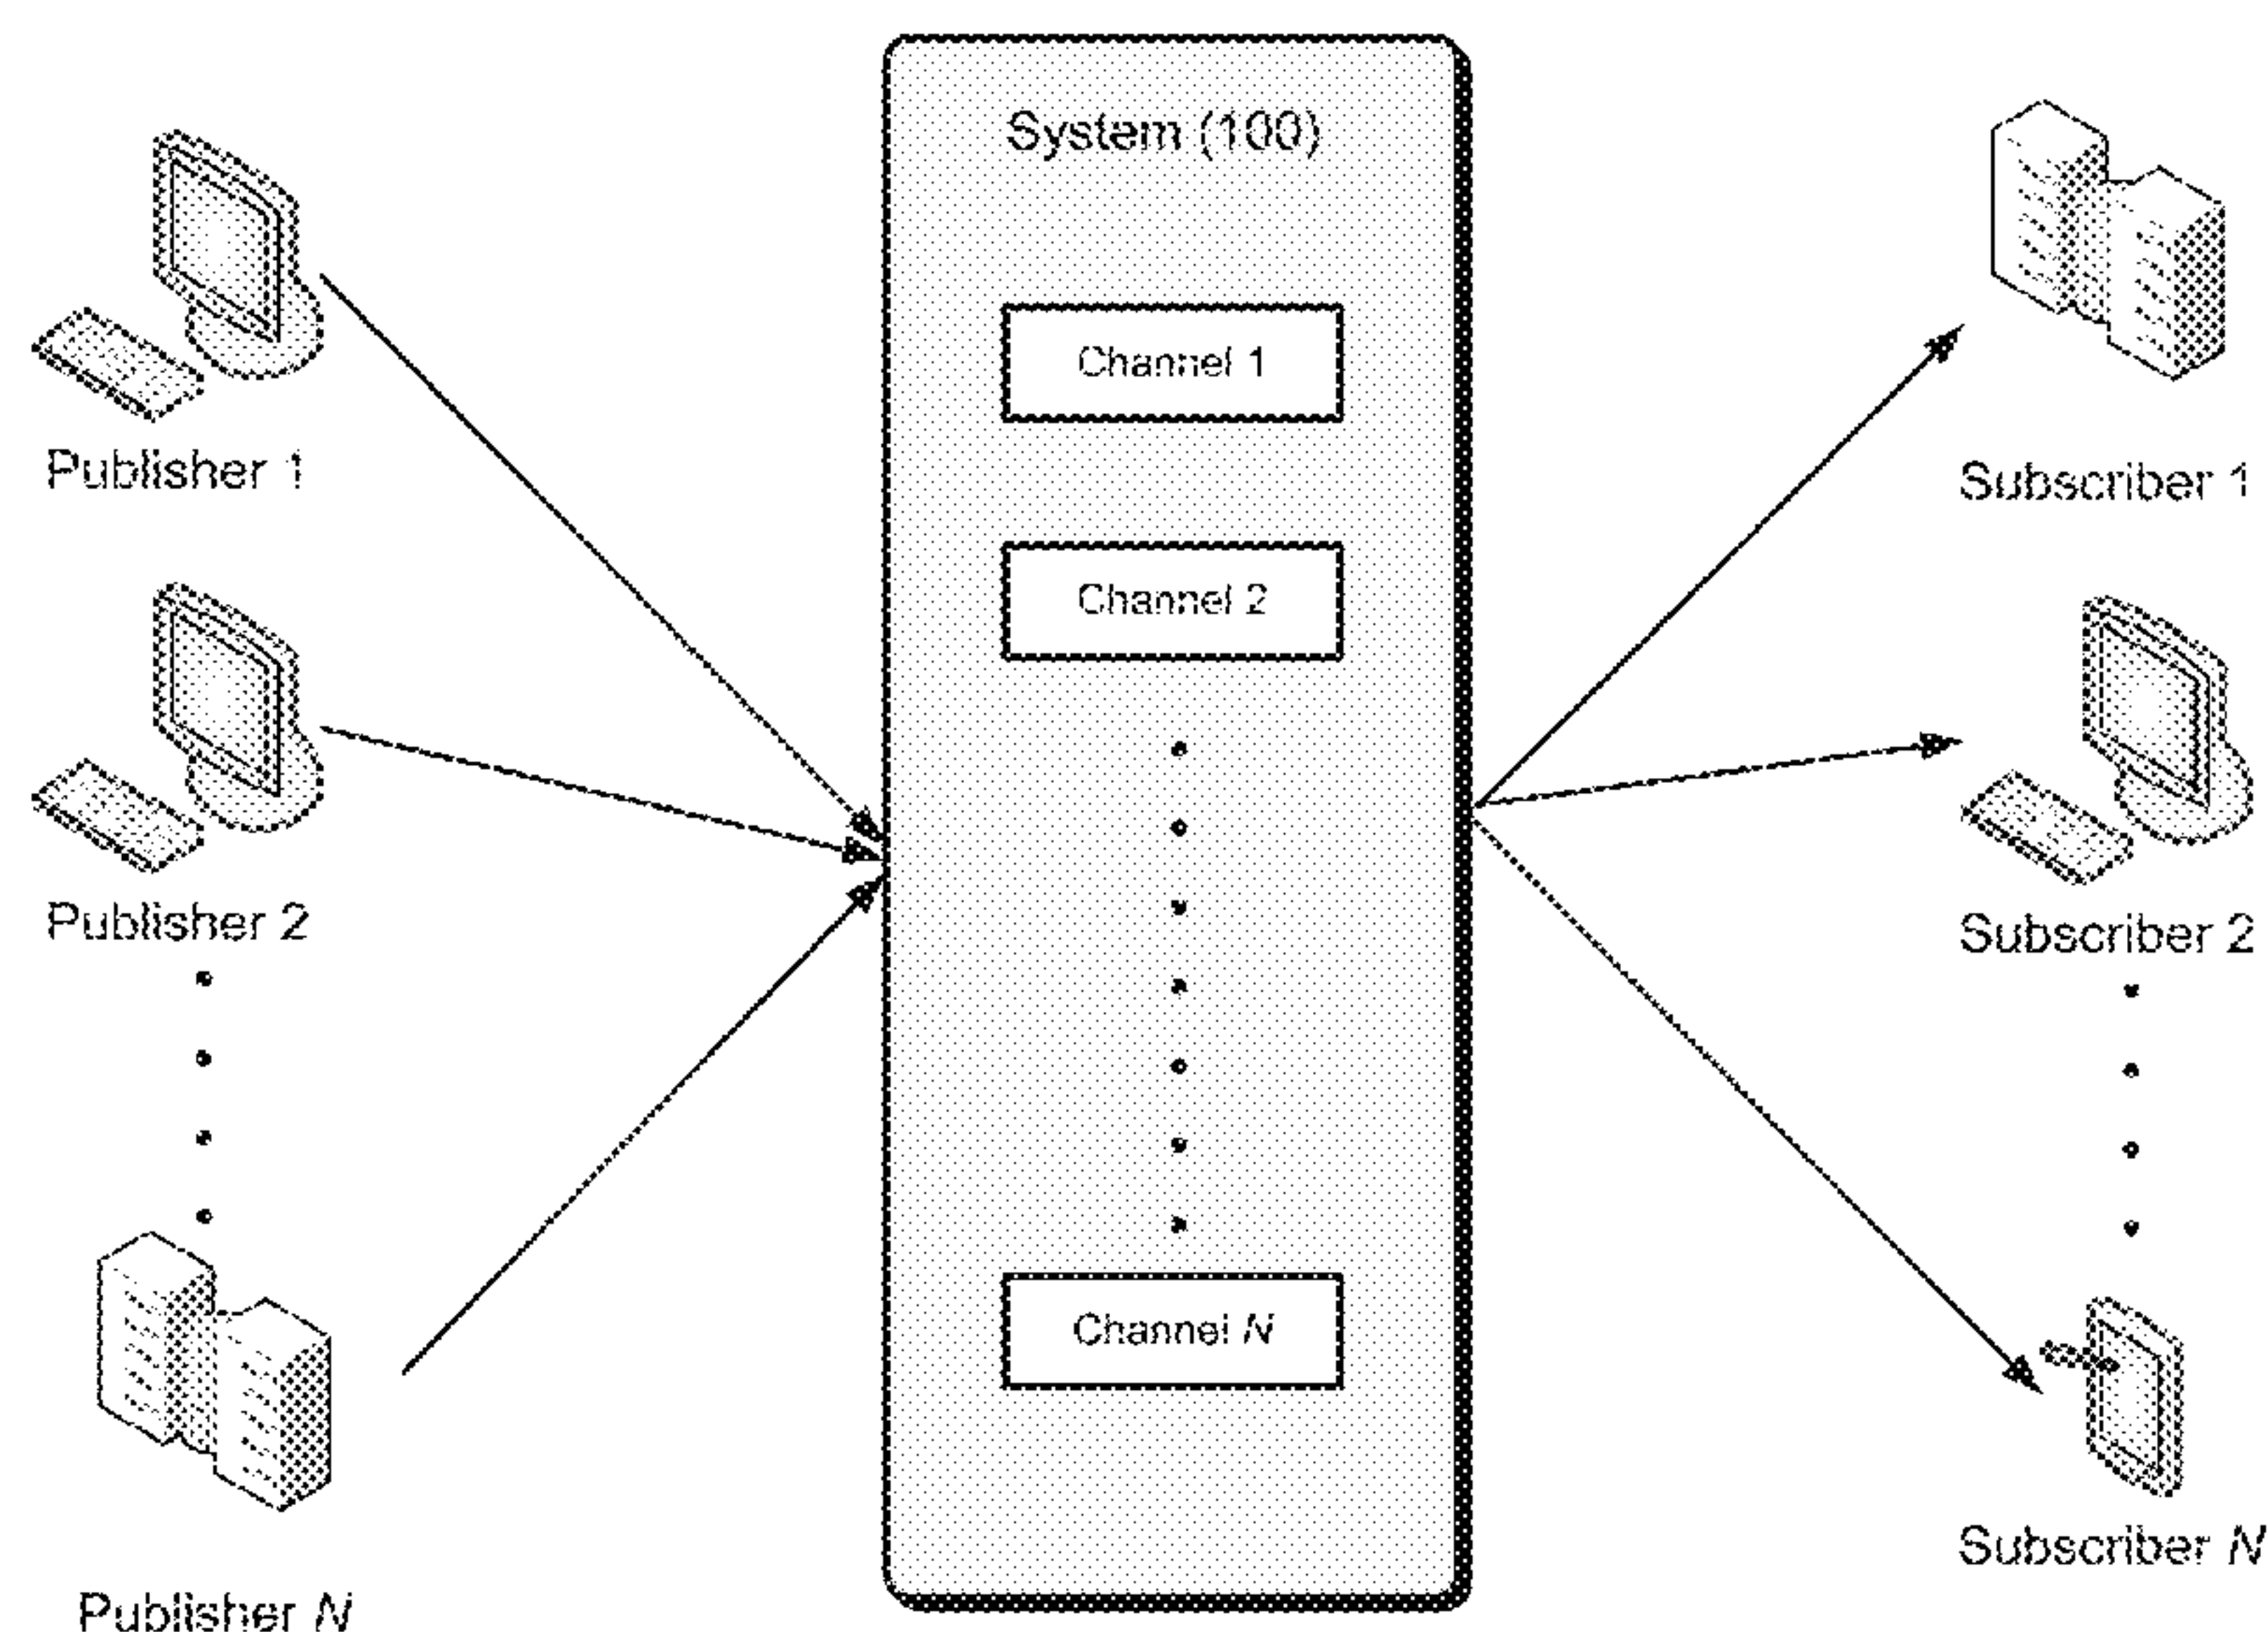 System (100)
Channel 1
Channel 2
Channel N
Publisher 1
Publisher 2
Publisher N
Subscriber 1
Subscriber 2
Subscriber N